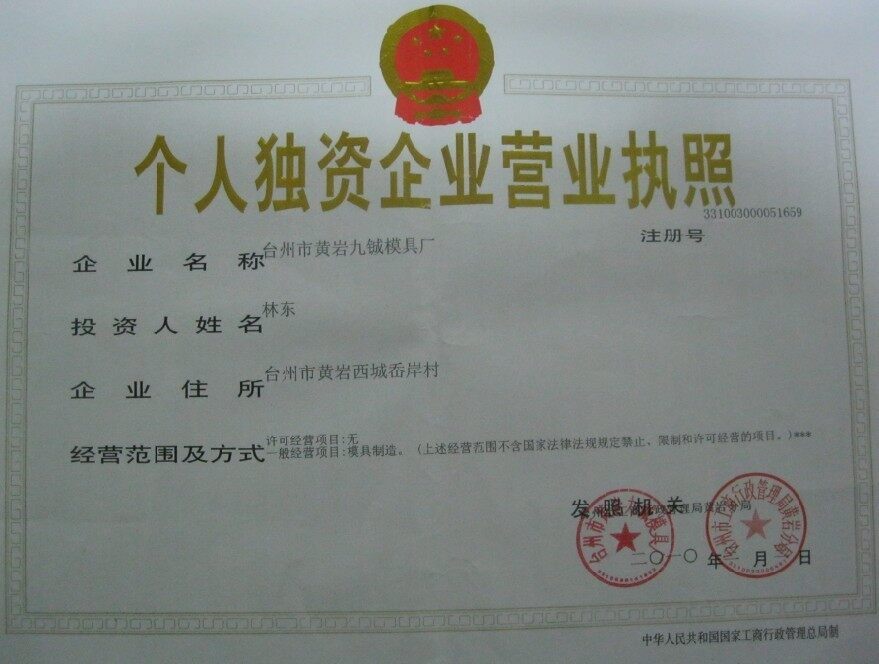 个人独资企业营业执照
331003000051659
注册号
企业名称 台州市黄岩九铖模具厂
投资人姓名 林东
企业住所 台州市黄岩西城岙岸村
经营范围及方式 许可经营项目:无
一般经营项目:模具制造。(上述经营范围不含国家法律法规规定禁止、限制和许可经营的项目。)***
发照机关
二〇一〇 年 月 日
中华人民共和国国家工商行政管理总局制